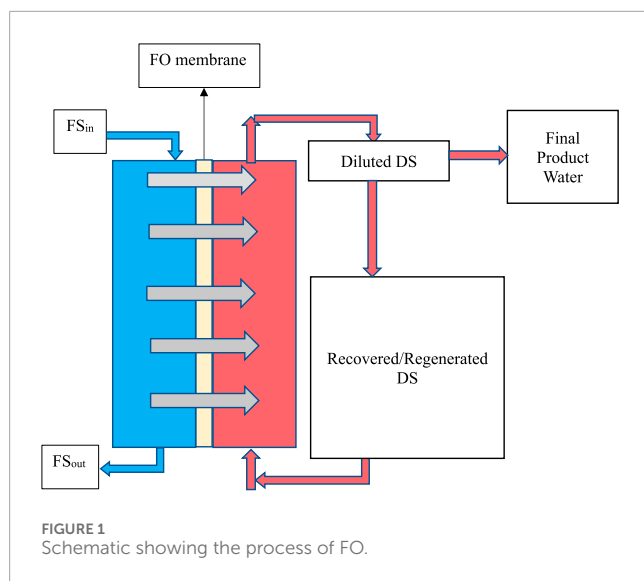 FO membrane
FSin
Diluted DS
Final
Product
Water
Recovered/Regenerated
DS
FSout
FIGURE 1
Schematic showing the process of FO.